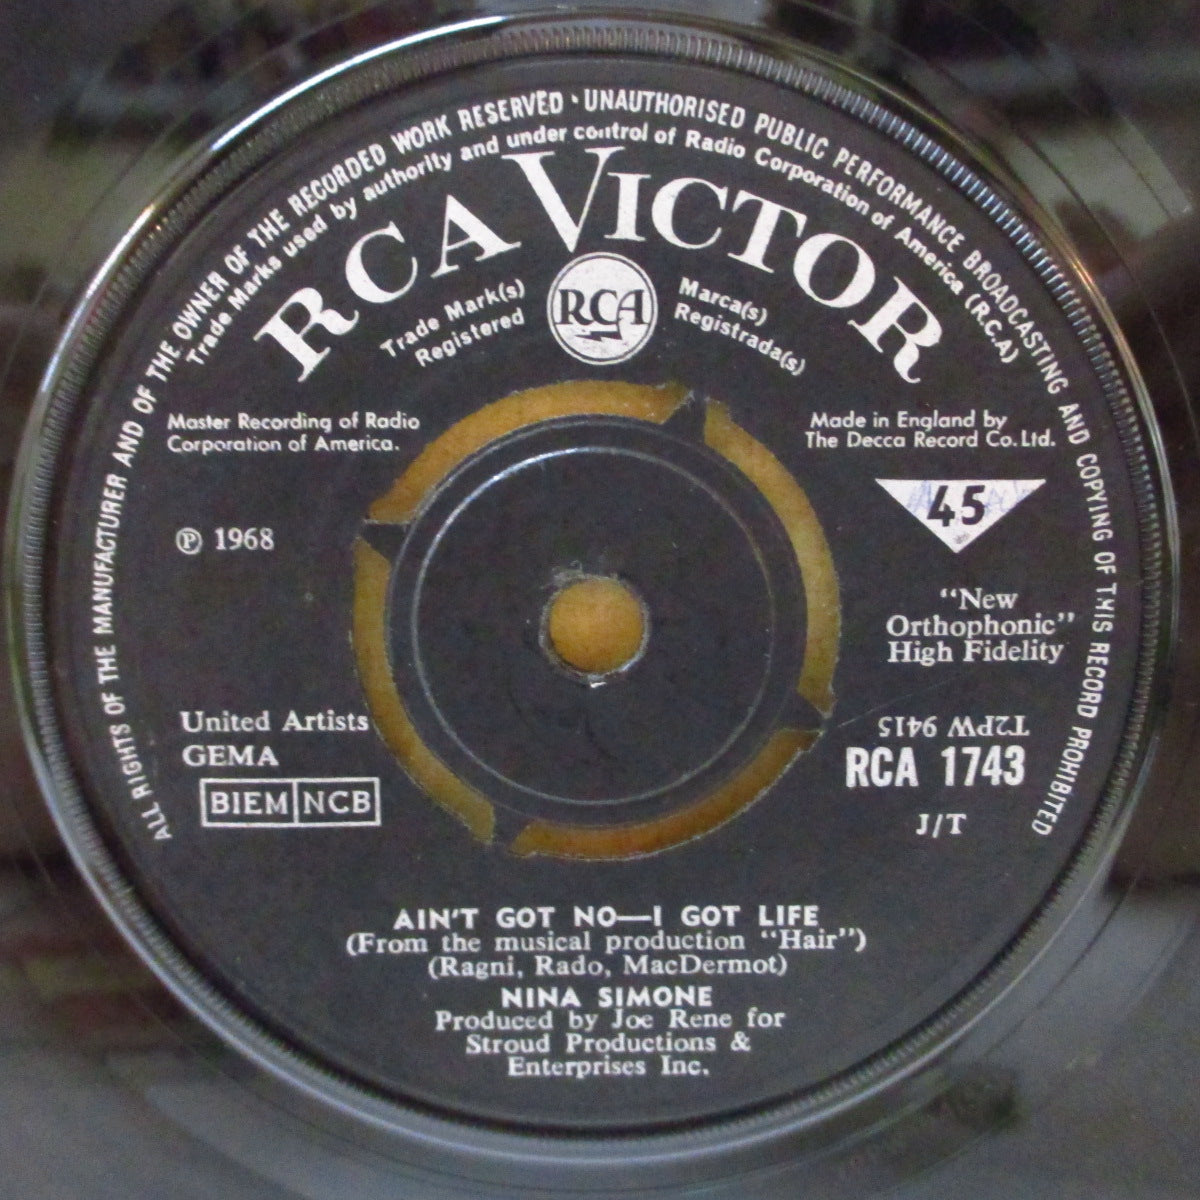 ALL RIGHTS OF THE MANUFACTURER AND OF THE OWNER OF THE RECORDED WORK RESERVED · UNAUTHORISED PUBLIC PERFORMANCE BROADCASTING AND COPYING OF THIS RECORD PROHIBITED
Trade Marks used by authority and under control of Radio Corporation of America (R.C.A)
RCA VICTOR
Trade Mark(s)
Registered
RCA
Marca(s)
Registrada(s)
Master Recording of Radio
Corporation of America.
Made in England by
The Decca Record Co. Ltd.
45
℗ 1968
"New
Orthophonic"
High Fidelity
United Artists
GEMA
BIEM NCB
T2PW 9415
RCA 1743
J/T
AIN'T GOT NO—I GOT LIFE
(From the musical production "Hair")
(Ragni, Rado, MacDermot)
NINA SIMONE
Produced by Joe Rene for
Stroud Productions &
Enterprises Inc.